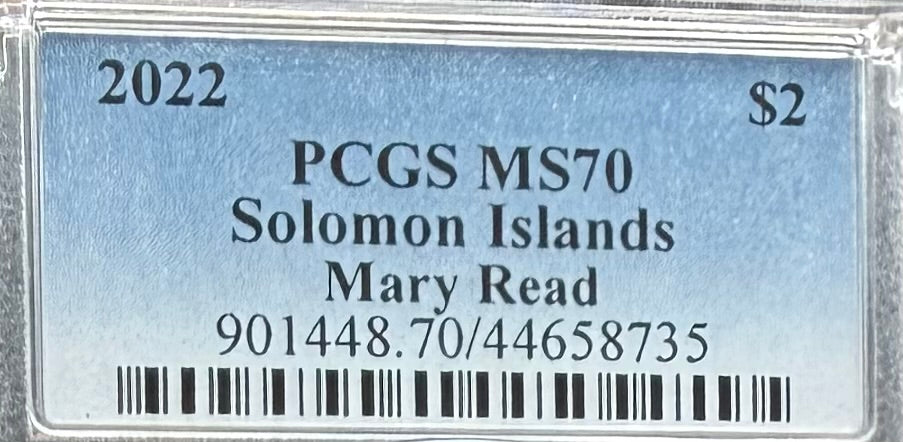 2022 $2
PCGS MS70
Solomon Islands
Mary Read
901448.70/44658735